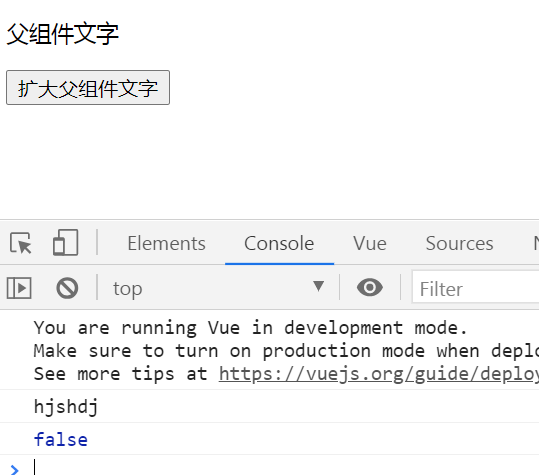 父组件文字
扩大父组件文字
Elements Console Vue Sources
top Filter
You are running Vue in development mode.
Make sure to turn on production mode when
See more tips at https://vuejs.org/guide/
hjshdj
false